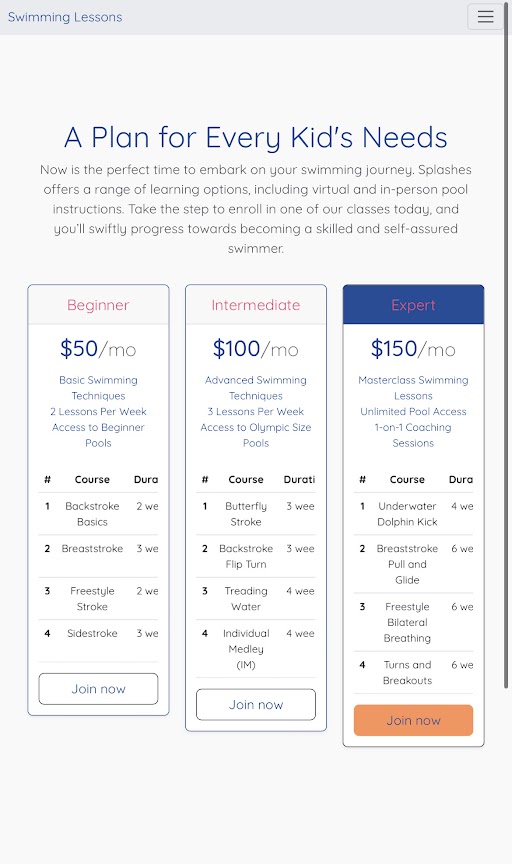 Swimming Lessons
A Plan for Every Kid's Needs
Now is the perfect time to embark on your swimming journey. Splashes
offers a range of learning options, including virtual and in-person pool
instructions. Take the step to enroll in one of our classes today, and
you'll swiftly progress towards becoming a skilled and self-assured
swimmer.
Beginner
$50/mo
Basic Swimming
Techniques
2 Lessons Per Week
Access to Beginner
Pools
# Course Dura
1 Backstroke 2 we
Basics
2 Breaststroke 3 we
3 Freestyle 2 we
Stroke
4 Sidestroke 3 we
Join now
Intermediate
$100/mo
Advanced Swimming
Techniques
3 Lessons Per Week
Access to Olympic Size
Pools
# Course Durati
1 Butterfly 3 wee
Stroke
2 Backstroke 3 wee
Flip Turn
3 Treading 4 wee
Water
4 Individual 4 wee
Medley
(IM)
Join now
Expert
$150/mo
Masterclass Swimming
Lessons
Unlimited Pool Access
1-on-1 Coaching
Sessions
# Course Dura
1 Underwater 4 we
Dolphin Kick
2 Breaststroke 6 we
Pull and
Glide
3 Freestyle 6 we
Bilateral
Breathing
4 Turns and 6 we
Breakouts
Join now